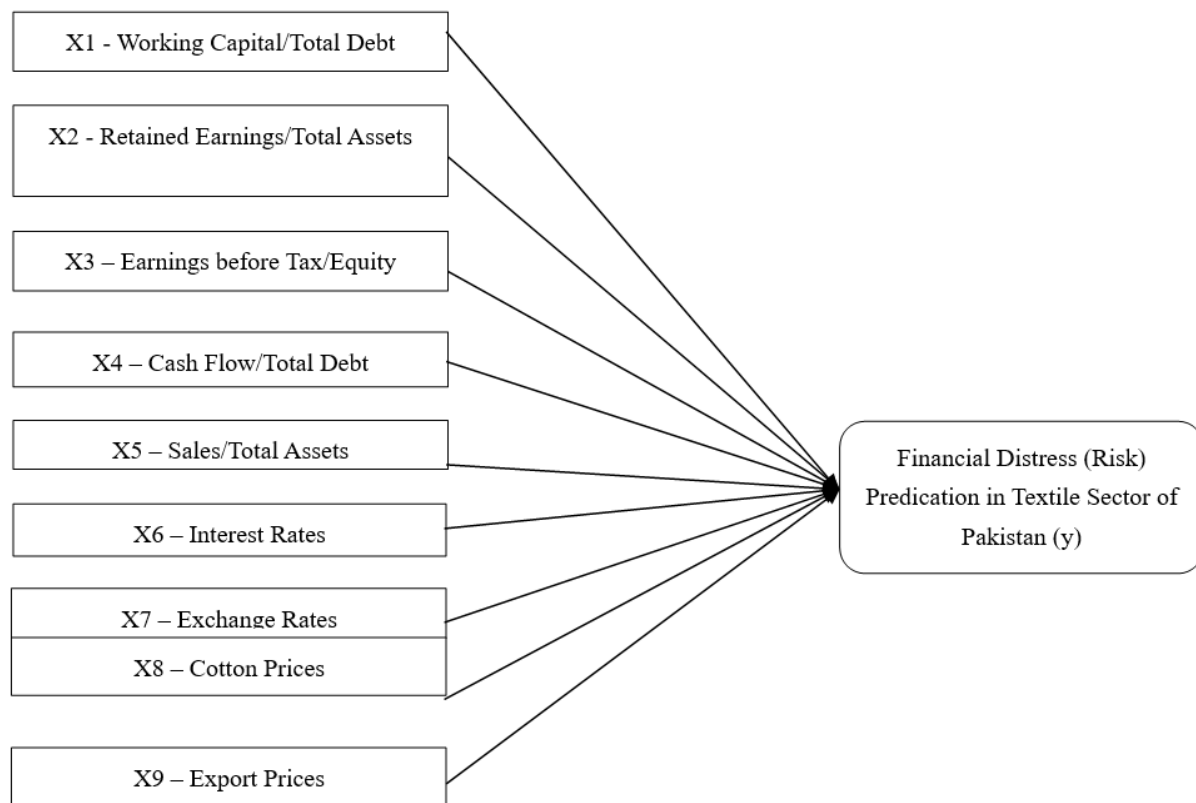 X1 - Working Capital/Total Debt
X2 - Retained Earnings/Total Assets
X3 – Earnings before Tax/Equity
X4 – Cash Flow/Total Debt
X5 – Sales/Total Assets
X6 – Interest Rates
X7 – Exchange Rates
X8 – Cotton Prices
X9 – Export Prices
Financial Distress (Risk)
Predication in Textile Sector of
Pakistan (y)